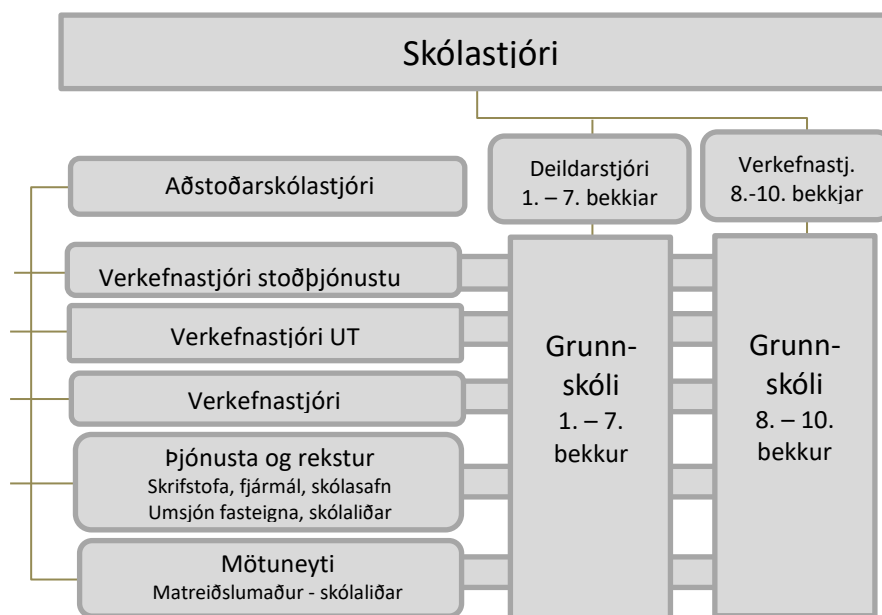 Skólastjóri
Deildarstjóri
1. – 7. bekkjar
Verkefnastj.
8.-10. bekkjar
Aðstoðarskólastjóri
Verkefnastjóri stoðþjónustu
Verkefnastjóri UT
Verkefnastjóri
Þjónusta og rekstur
Skrifstofa, fjármál, skólasafn
Umsjón fasteigna, skólaliðar
Mötuneyti
Matreiðslumaður - skólaliðar
Grunn-
skóli
1. – 7.
bekkur
Grunn-
skóli
8. – 10.
bekkur